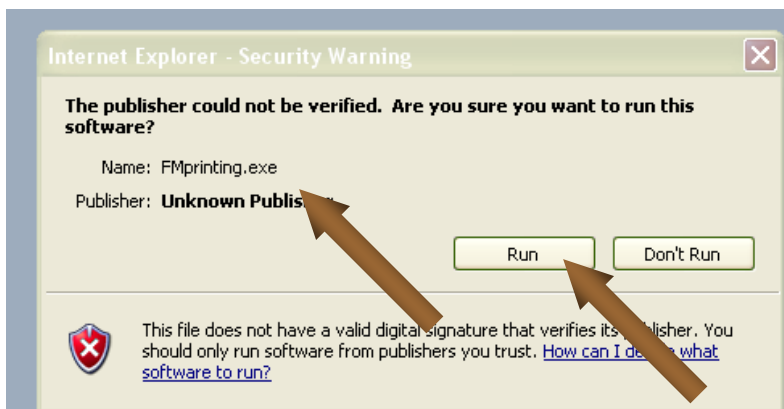 Internet Explorer - Security Warning
The publisher could not be verified. Are you sure you want to run this
software?
Name: FMprinting.exe
Publisher: Unknown
Run
Don't Run
This file does not have a valid digital signature that verifies its publisher. You
should only run software from publishers you trust. How can I decide what
software to run?